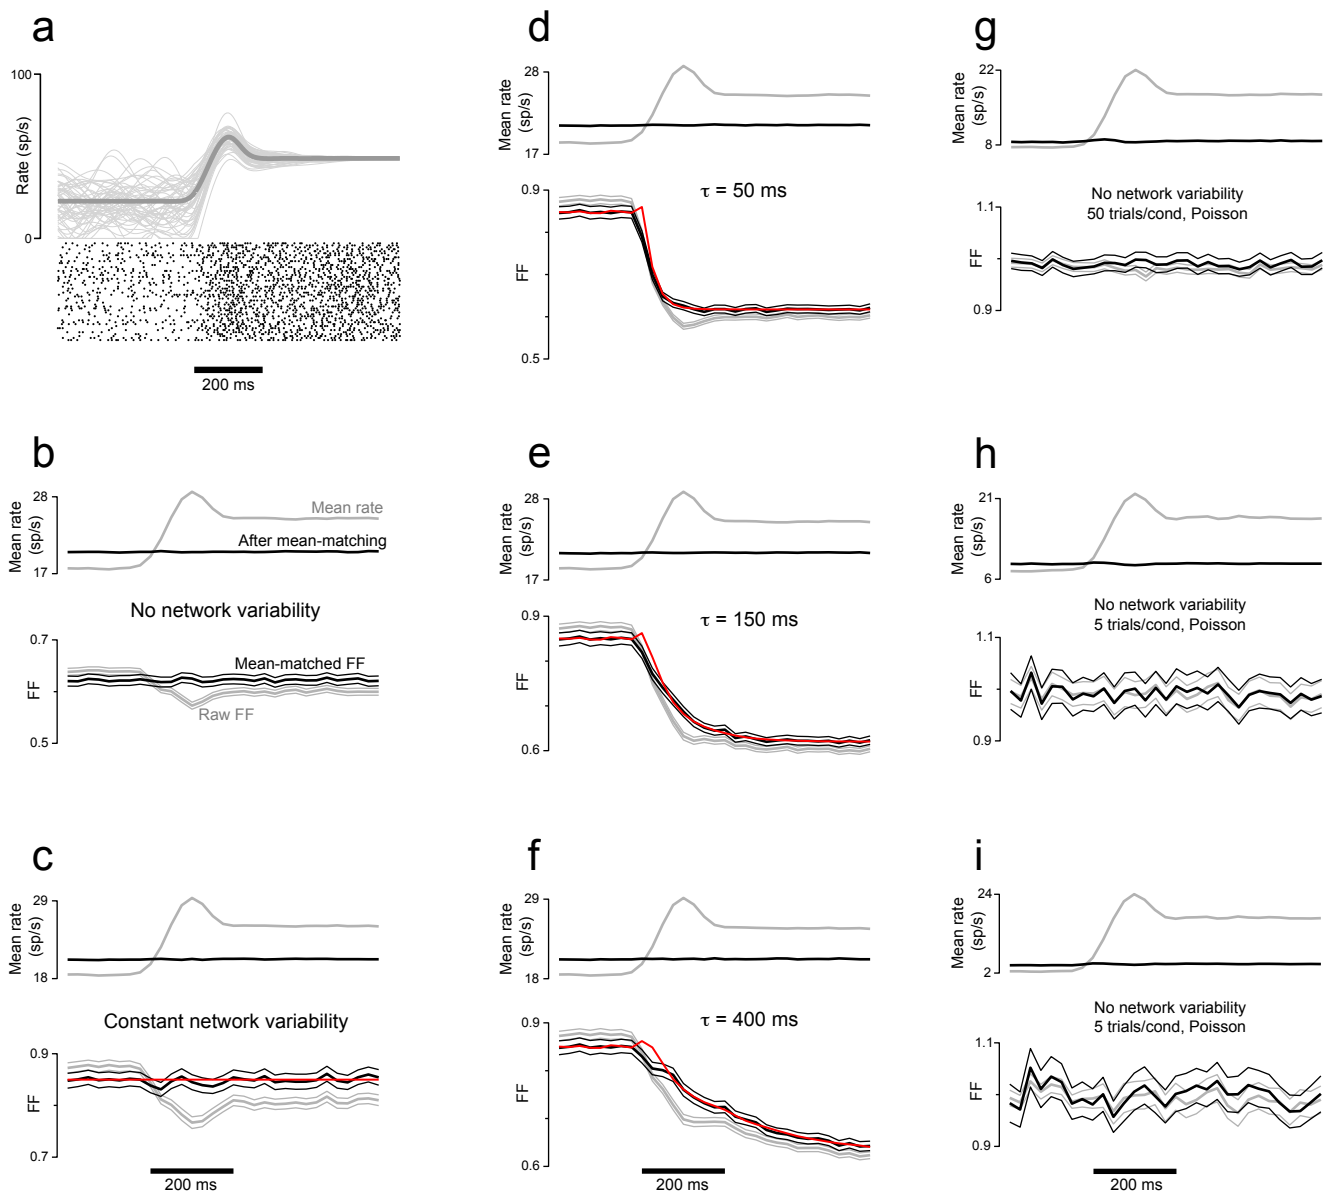 a
100
Rate (sp/s)
0
200 ms
b
28
Mean rate
(sp/s)
17
Mean rate
After mean-matching
No network variability
0.7
FF
0.5
Mean-matched FF
Raw FF
c
29
Mean rate
(sp/s)
18
Constant network variability
0.9
FF
0.7
200 ms
d
28
Mean rate
(sp/s)
17
τ = 50 ms
0.9
FF
0.5
e
28
Mean rate
(sp/s)
17
τ = 150 ms
0.9
FF
0.6
f
29
Mean rate
(sp/s)
18
τ = 400 ms
0.9
FF
0.6
200 ms
g
22
Mean rate
(sp/s)
8
No network variability
50 trials/cond, Poisson
1.1
FF
0.9
h
21
Mean rate
(sp/s)
6
No network variability
5 trials/cond, Poisson
1.1
FF
0.9
i
24
Mean rate
(sp/s)
2
No network variability
5 trials/cond, Poisson
1.1
FF
0.9
200 ms